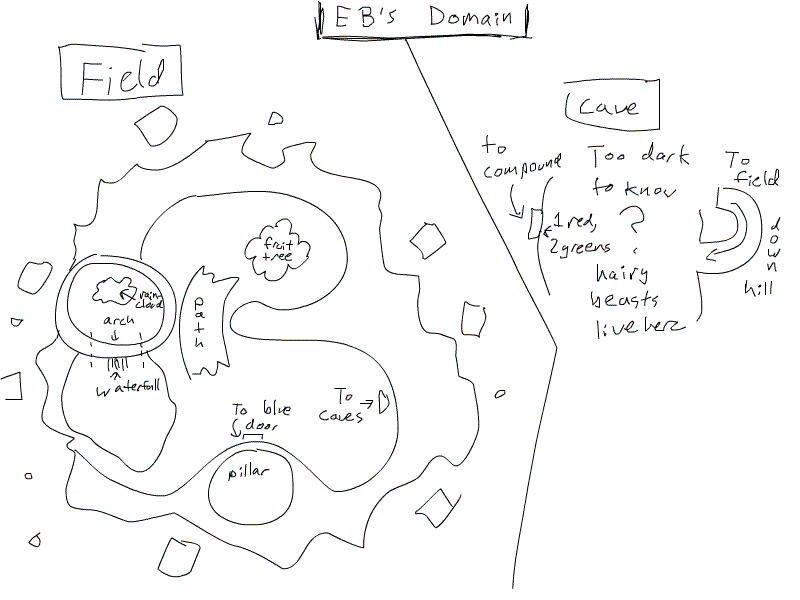 EB's Domain
Field
fruit
tree
rain-
cloud
arch
path
waterfall
To blue
door
To
caves
pillar
cave
to
compound
Too dark
to know
?
1 red,
2 greens
hairy
beasts
live here
To
field
down
hill